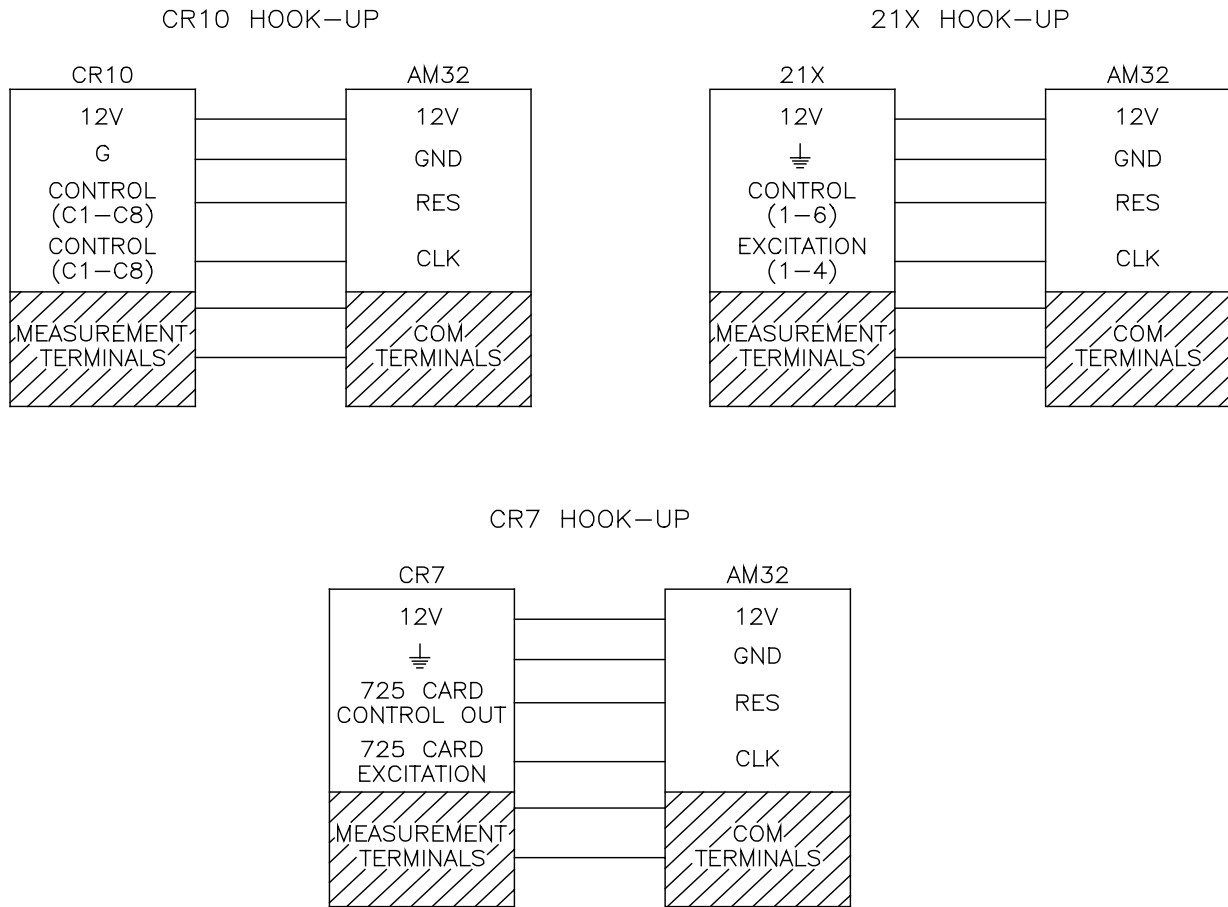 CR10 HOOK-UP
CR10
AM32
12V
12V
G
GND
CONTROL
(C1-C8)
RES
CONTROL
(C1-C8)
CLK
MEASUREMENT
TERMINALS
COM
TERMINALS
21X HOOK-UP
21X
AM32
12V
12V
GND
CONTROL
(1-6)
RES
EXCITATION
(1-4)
CLK
MEASUREMENT
TERMINALS
COM
TERMINALS
CR7 HOOK-UP
CR7
AM32
12V
12V
GND
725 CARD
CONTROL OUT
RES
725 CARD
EXCITATION
CLK
MEASUREMENT
TERMINALS
COM
TERMINALS